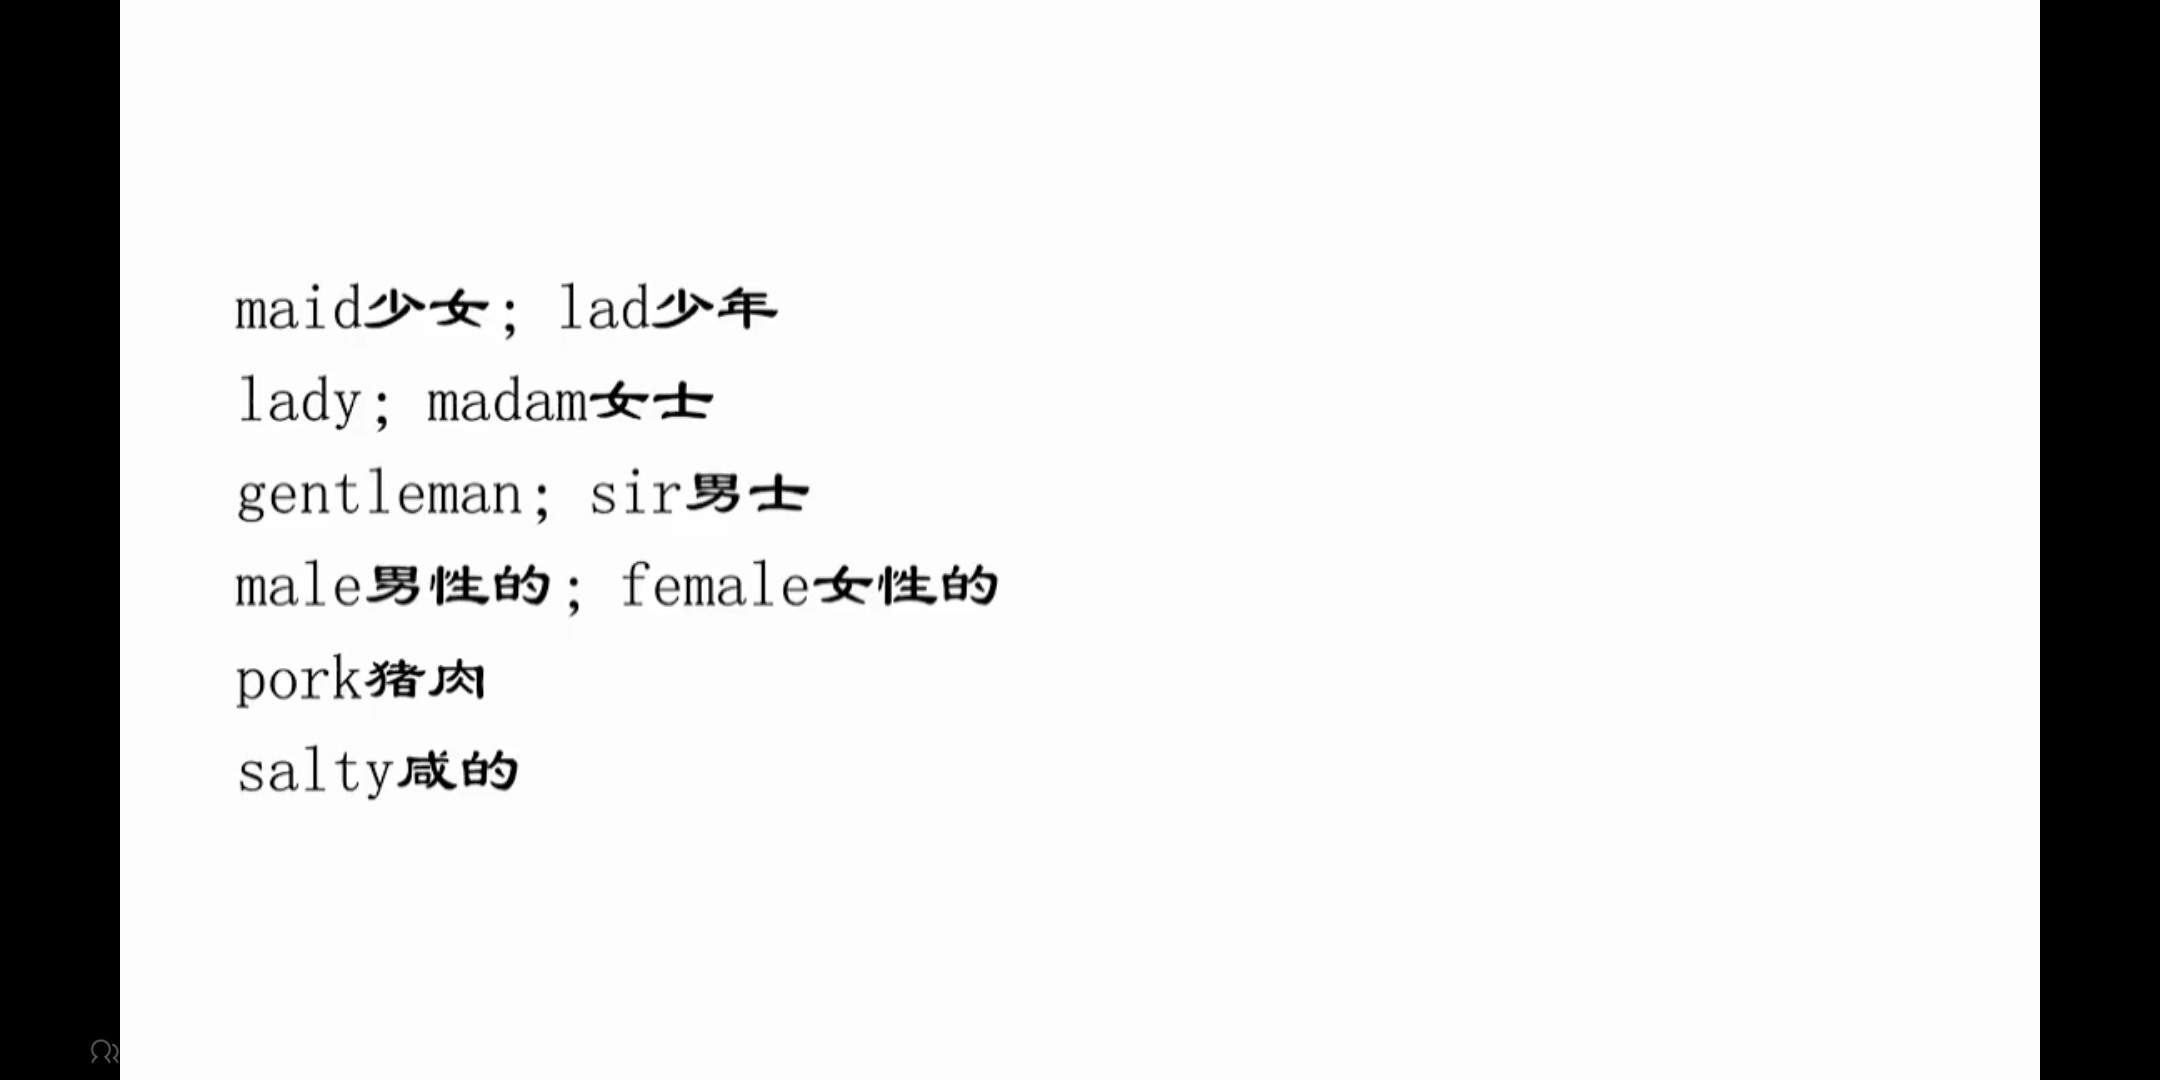 maid少女; lad少年
lady; madam女士
gentleman; sir男士
male男性的; female女性的
pork猪肉
salty咸的